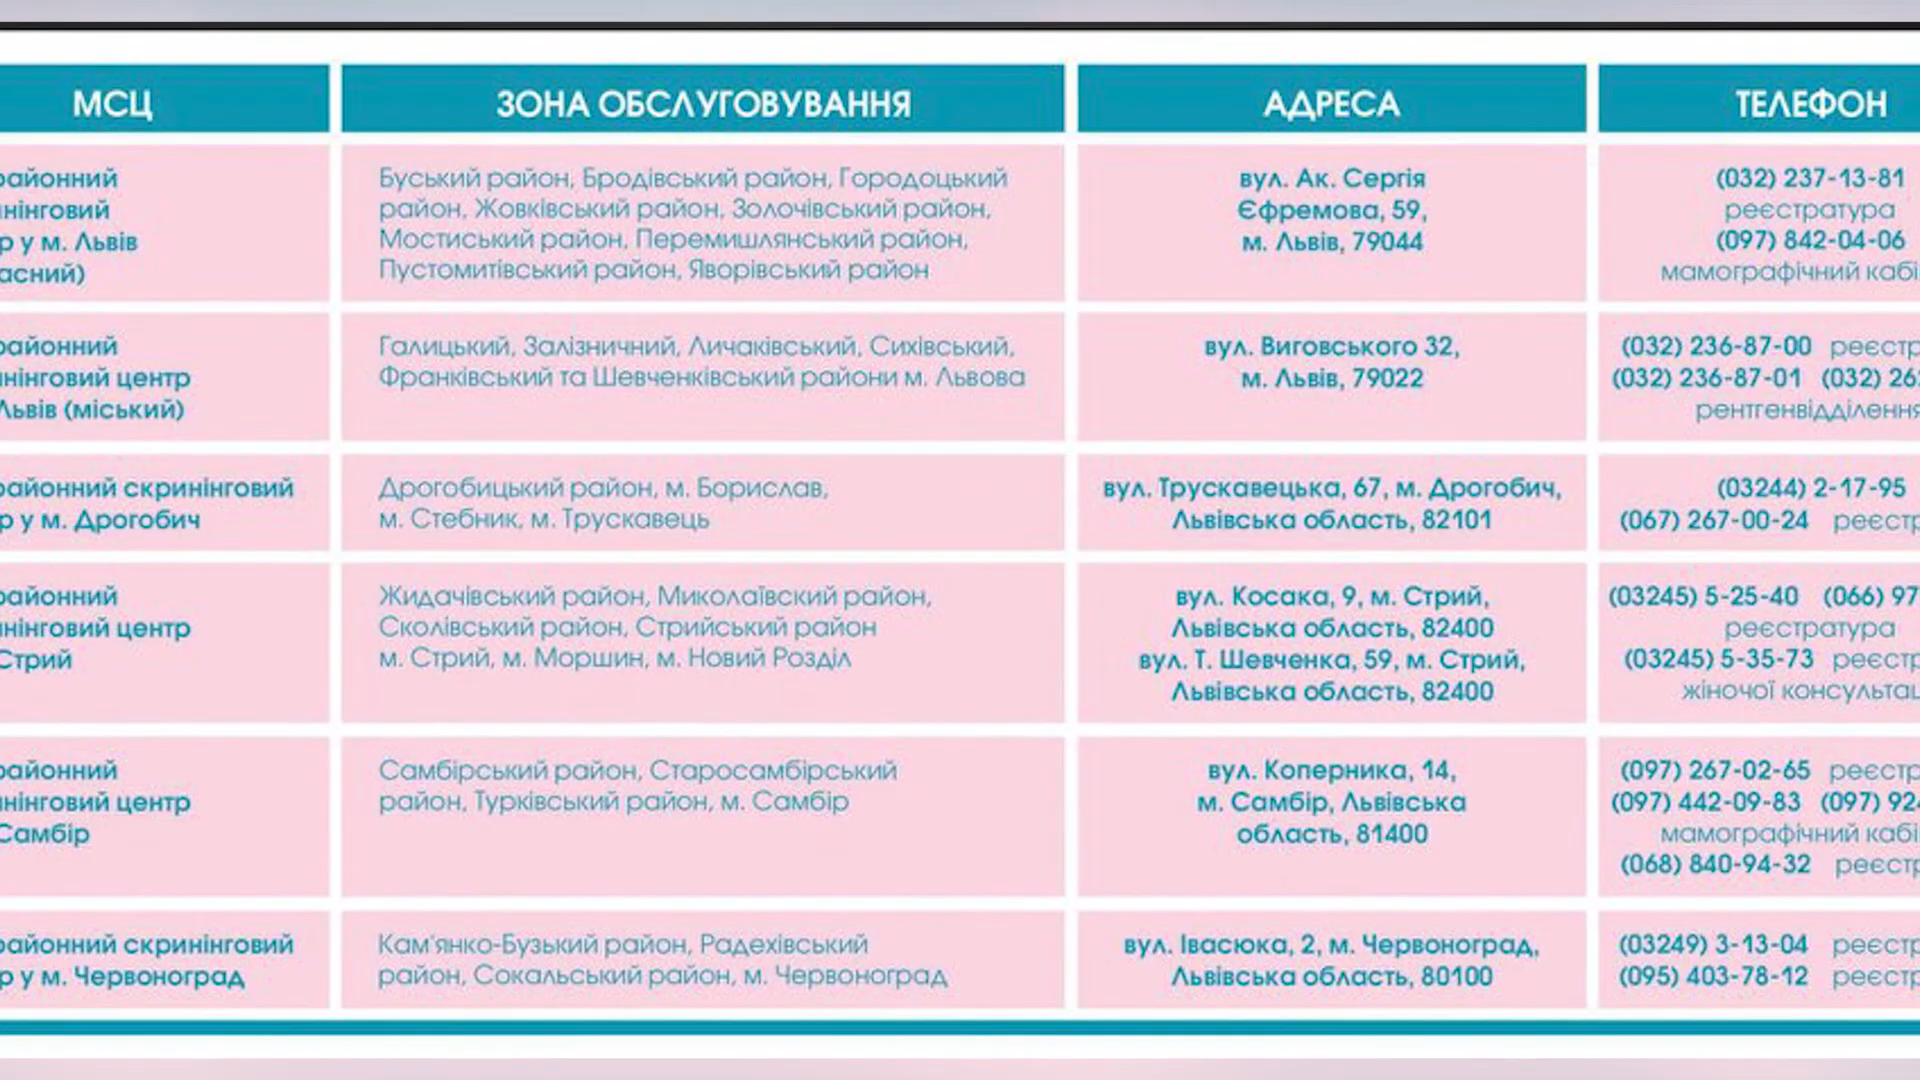 МСЦ
ЗОНА ОБСЛУГОВУВАННЯ
АДРЕСА
ТЕЛЕФОН
районний
нінговий
р у м. Львів
асний)
Буський район, Бродівський район, Городоцький
район, Жовківський район, Золочівський район,
Мостиський район, Перемишлянський район,
Пустомитівський район, Яворівський район
вул. Ак. Сергія
Єфремова, 59,
м. Львів, 79044
(032) 237-13-81
реєстратура
(097) 842-04-06
мамографічний кабі
районний
нінговий центр
Львів (міський)
Галицький, Залізничний, Личаківський, Сихівський,
Франківський та Шевченківський райони м. Львова
вул. Виговського 32,
м. Львів, 79022
(032) 236-87-00 реєстр
(032) 236-87-01 (032) 26
рентгенвідділення
районний скринінговий
р у м. Дрогобич
Дрогобицький район, м. Борислав,
м. Стебник, м. Трускавець
вул. Трускавецька, 67, м. Дрогобич,
Львівська область, 82101
(03244) 2-17-95
(067) 267-00-24 реєстр
районний
нінговий центр
Стрий
Жидачівський район, Миколаївский район,
Сколівський район, Стрийський район
м. Стрий, м. Моршин, м. Новий Розділ
вул. Косака, 9, м. Стрий,
Львівська область, 82400
вул. Т. Шевченка, 59, м. Стрий,
Львівська область, 82400
(03245) 5-25-40 (066) 97
реєстратура
(03245) 5-35-73 реєстр
жіночої консультац
районний
нінговий центр
Самбір
Самбірський район, Старосамбірський
район, Турківський район, м. Самбір
вул. Коперника, 14,
м. Самбір, Львівська
область, 81400
(097) 267-02-65 реєстр
(097) 442-09-83 (097) 924
мамографічний кабі
(068) 840-94-32 реєстр
районний скринінговий
р у м. Червоноград
Кам'янко-Бузький район, Радехівський
район, Сокальський район, м. Червоноград
вул. Івасюка, 2, м. Червоноград,
Львівська область, 80100
(03249) 3-13-04 реєстр
(095) 403-78-12 реєстр